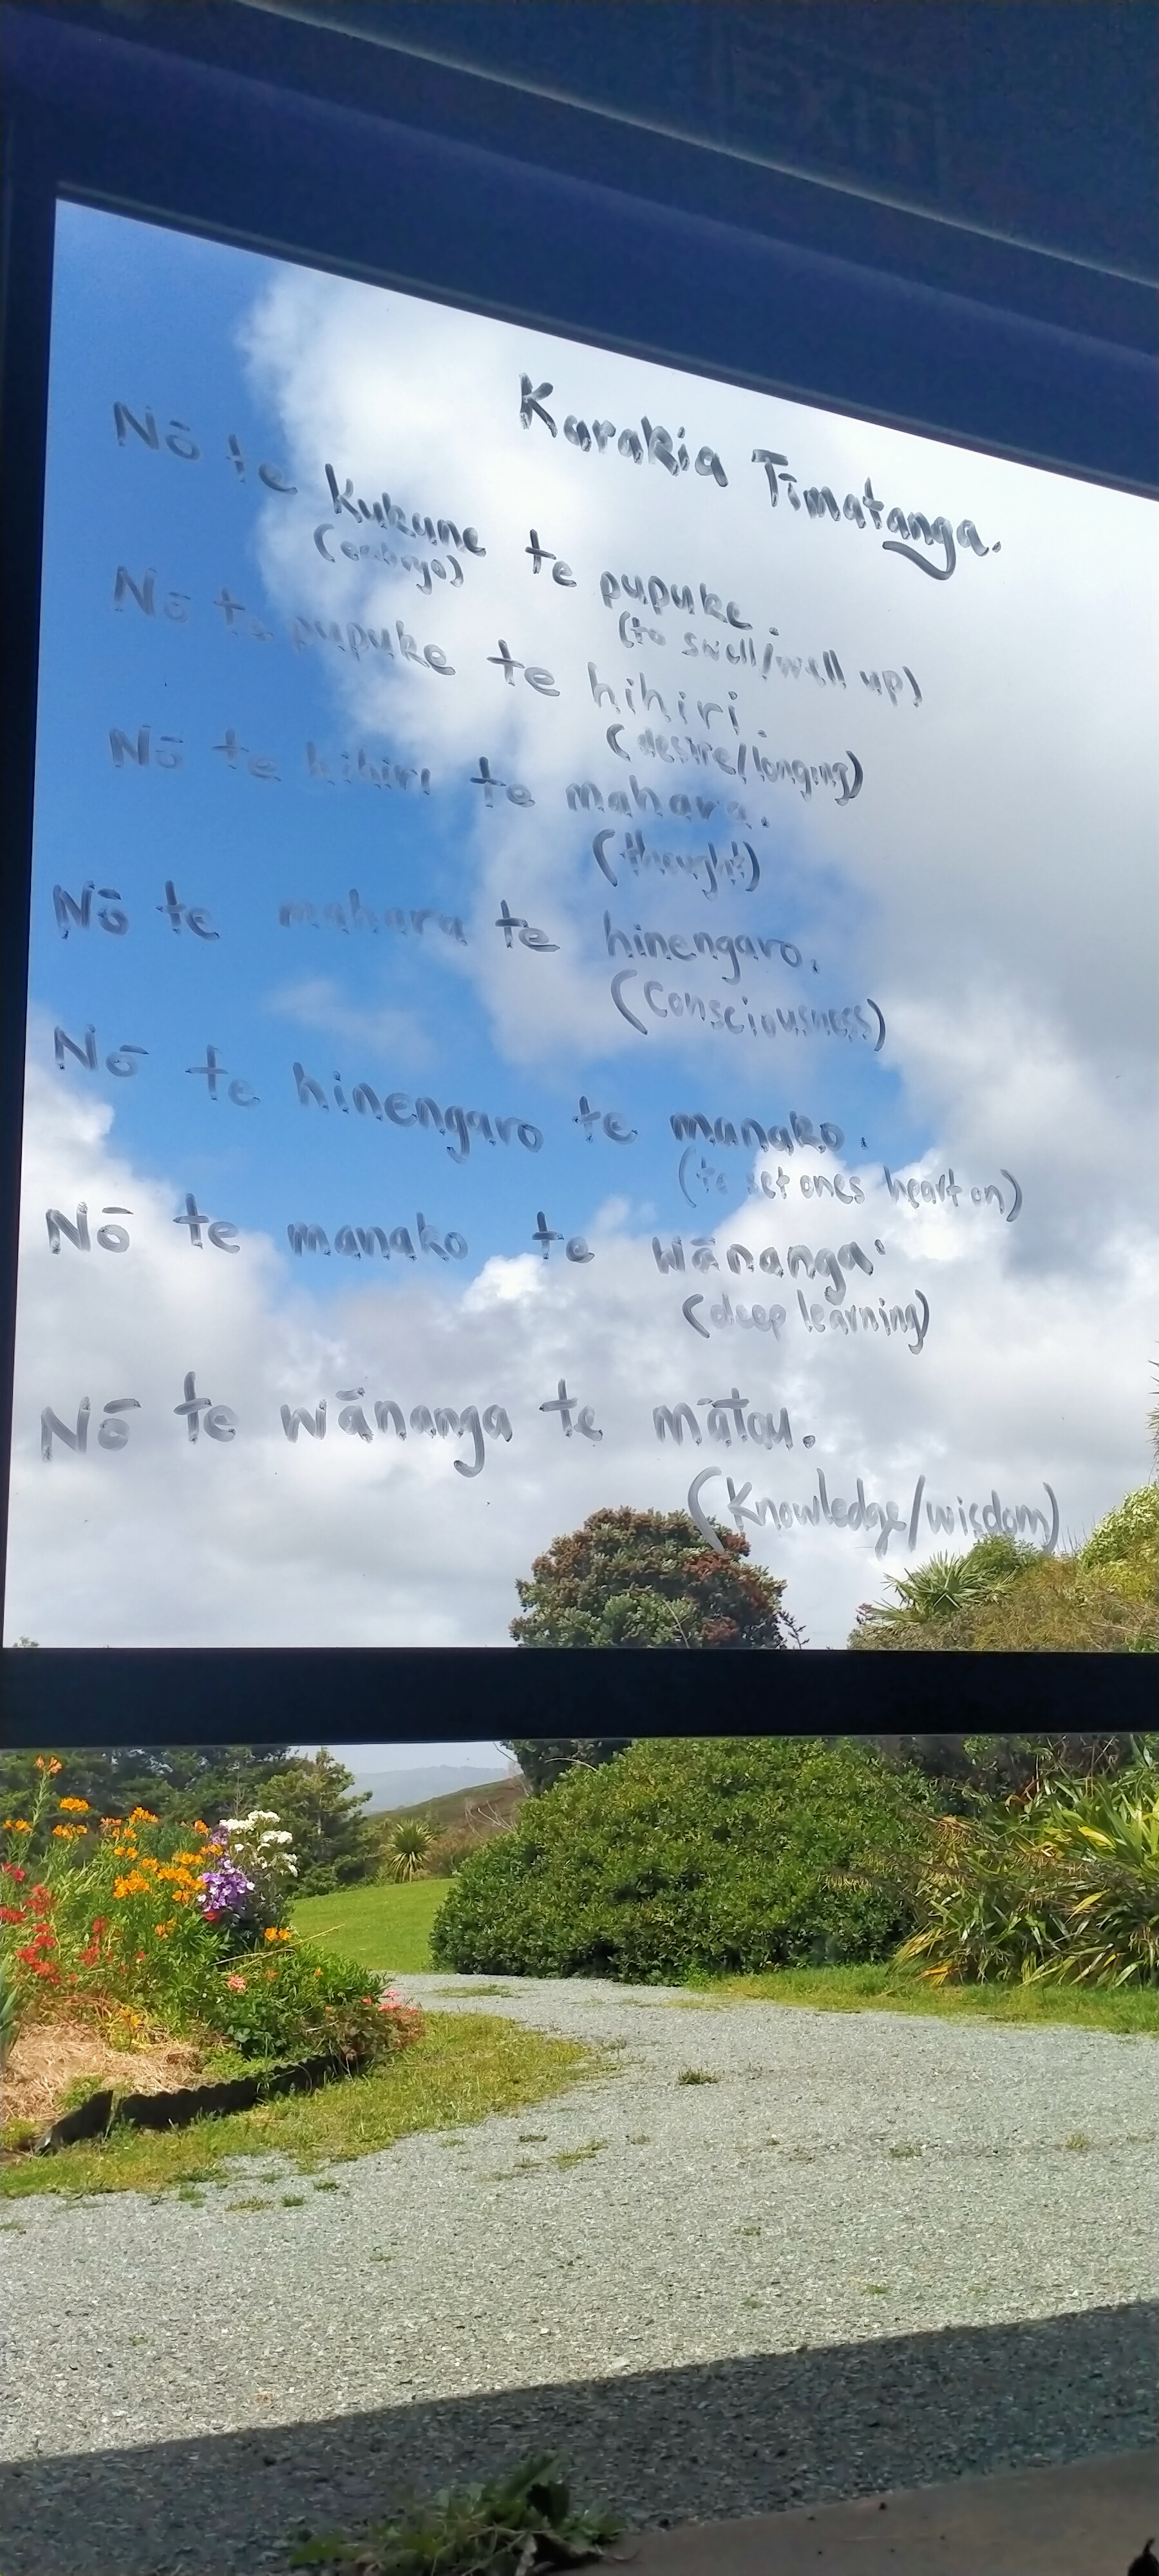 Karakia Tīmatanga.
Nō te kukune te pupuke.
(embryo)
(to swell/well up)
Nō te pupuke te hihiri.
(desire/longing)
Nō te hihiri te mahara.
(thought)
Nō te mahara te hinengaro.
(consciousness)
Nō te hinengaro te manako.
(to set ones heart on)
Nō te manako te wānanga.
(deep learning)
Nō te wānanga te mātau.
(Knowledge/wisdom)